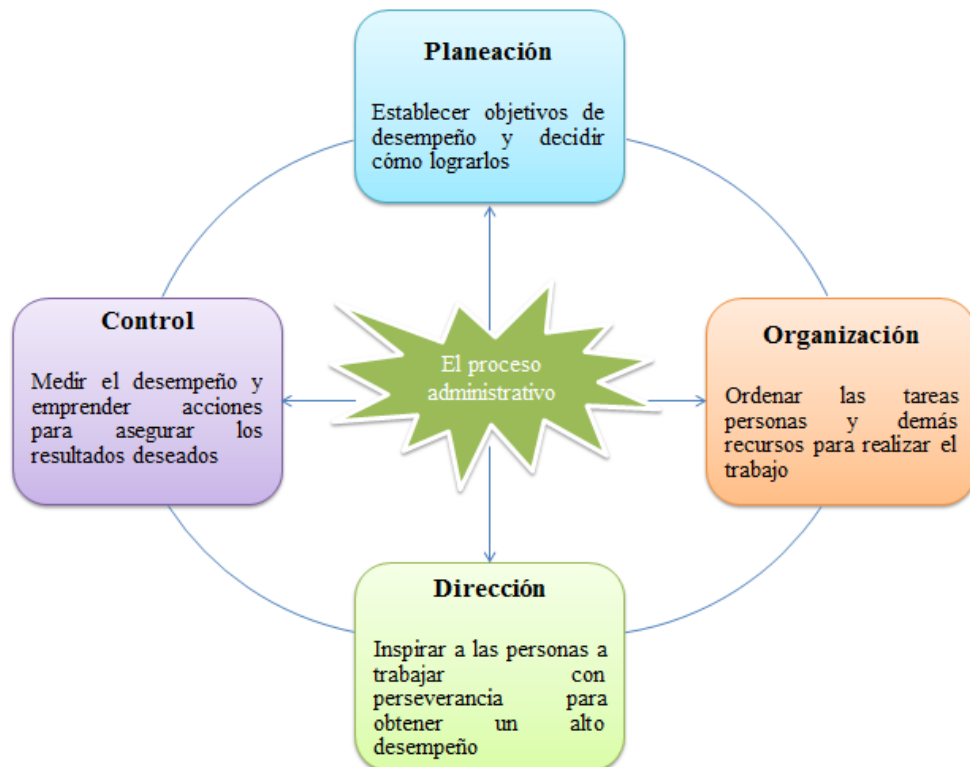 Planeación
Establecer objetivos de
desempeño y decidir
cómo lograrlos
Control
Medir el desempeño y
emprender acciones
para asegurar los
resultados deseados
El proceso
administrativo
Organización
Ordenar las tareas
personas y demás
recursos para realizar el
trabajo
Dirección
Inspirar a las personas a
trabajar con
perseverancia para
obtener un alto
desempeño